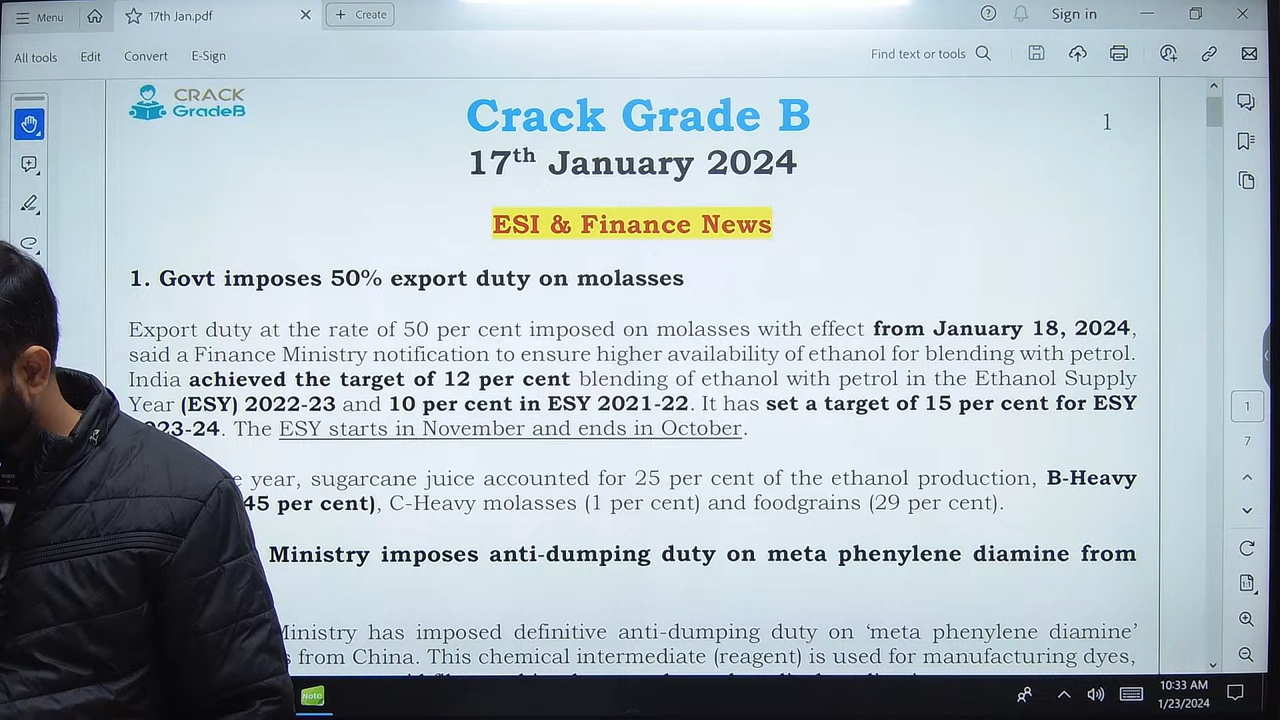 Menu
17th Jan.pdf
Create
Sign in
All tools
Edit
Convert
E-Sign
Find text or tools
CRACK
GradeB
Crack Grade B
1
17th January 2024
ESI & Finance News
1. Govt imposes 50% export duty on molasses
Export duty at the rate of 50 per cent imposed on molasses with effect from January 18, 2024,
said a Finance Ministry notification to ensure higher availability of ethanol for blending with petrol.
India achieved the target of 12 per cent blending of ethanol with petrol in the Ethanol Supply
Year (ESY) 2022-23 and 10 per cent in ESY 2021-22. It has set a target of 15 per cent for ESY
23-24. The ESY starts in November and ends in October.
year, sugarcane juice accounted for 25 per cent of the ethanol production, B-Heavy
45 per cent), C-Heavy molasses (1 per cent) and foodgrains (29 per cent).
Ministry imposes anti-dumping duty on meta phenylene diamine from
Ministry has imposed definitive anti-dumping duty on ‘meta phenylene diamine’
from China. This chemical intermediate (reagent) is used for manufacturing dyes,
1
7
1:1
Note
10:33 AM
1/23/2024